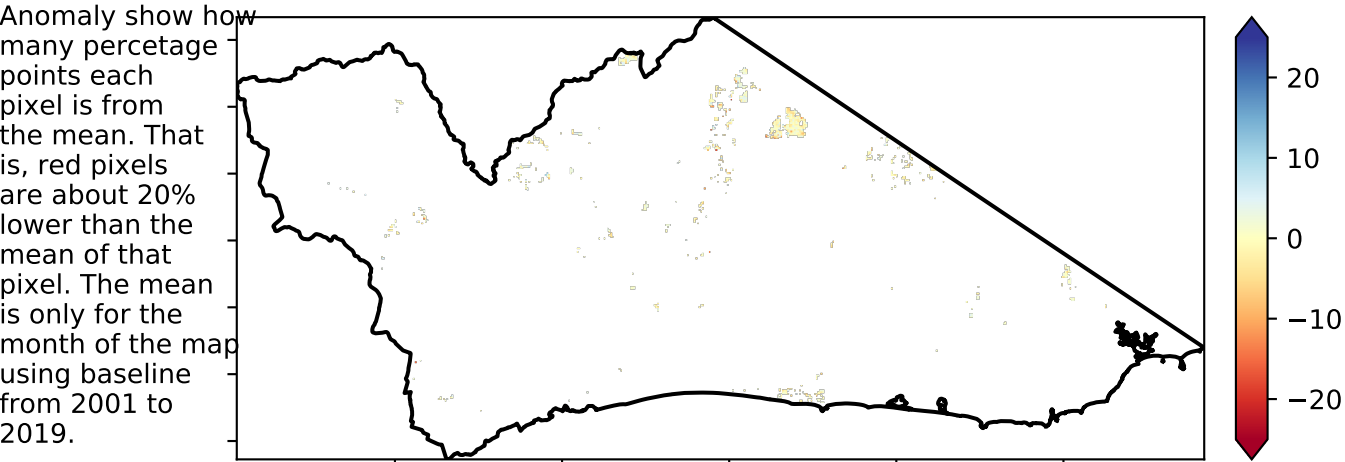 Anomaly show how
many percetage
points each
pixel is from
the mean. That
is, red pixels
are about 20%
lower than the
mean of that
pixel. The mean
is only for the
month of the map
using baseline
from 2001 to
2019.
20
10
0
−10
−20